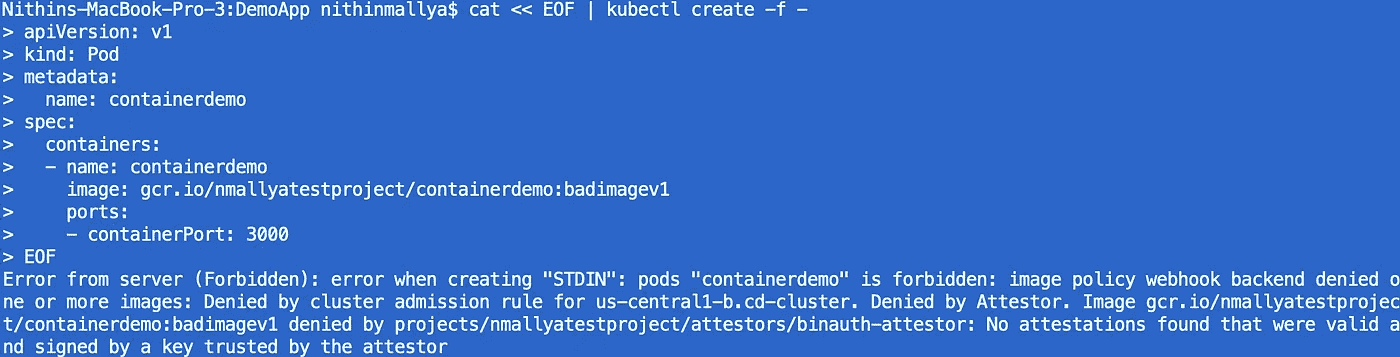 Nithins-MacBook-Pro-3:DemoApp nithinmallya$ cat << EOF | kubectl create -f -
> apiVersion: v1
> kind: Pod
> metadata:
>   name: containerdemo
> spec:
>   containers:
>   - name: containerdemo
>     image: gcr.io/nmallyatestproject/containerdemo:badimagev1
>     ports:
>     - containerPort: 3000
> EOF
Error from server (Forbidden): error when creating "STDIN": pods "containerdemo" is forbidden: image policy webhook backend denied o
ne or more images: Denied by cluster admission rule for us-central1-b.cd-cluster. Denied by Attestor. Image gcr.io/nmallyatestprojec
t/containerdemo:badimagev1 denied by projects/nmallyatestproject/attestors/binauth-attestor: No attestations found that were valid a
nd signed by a key trusted by the attestor